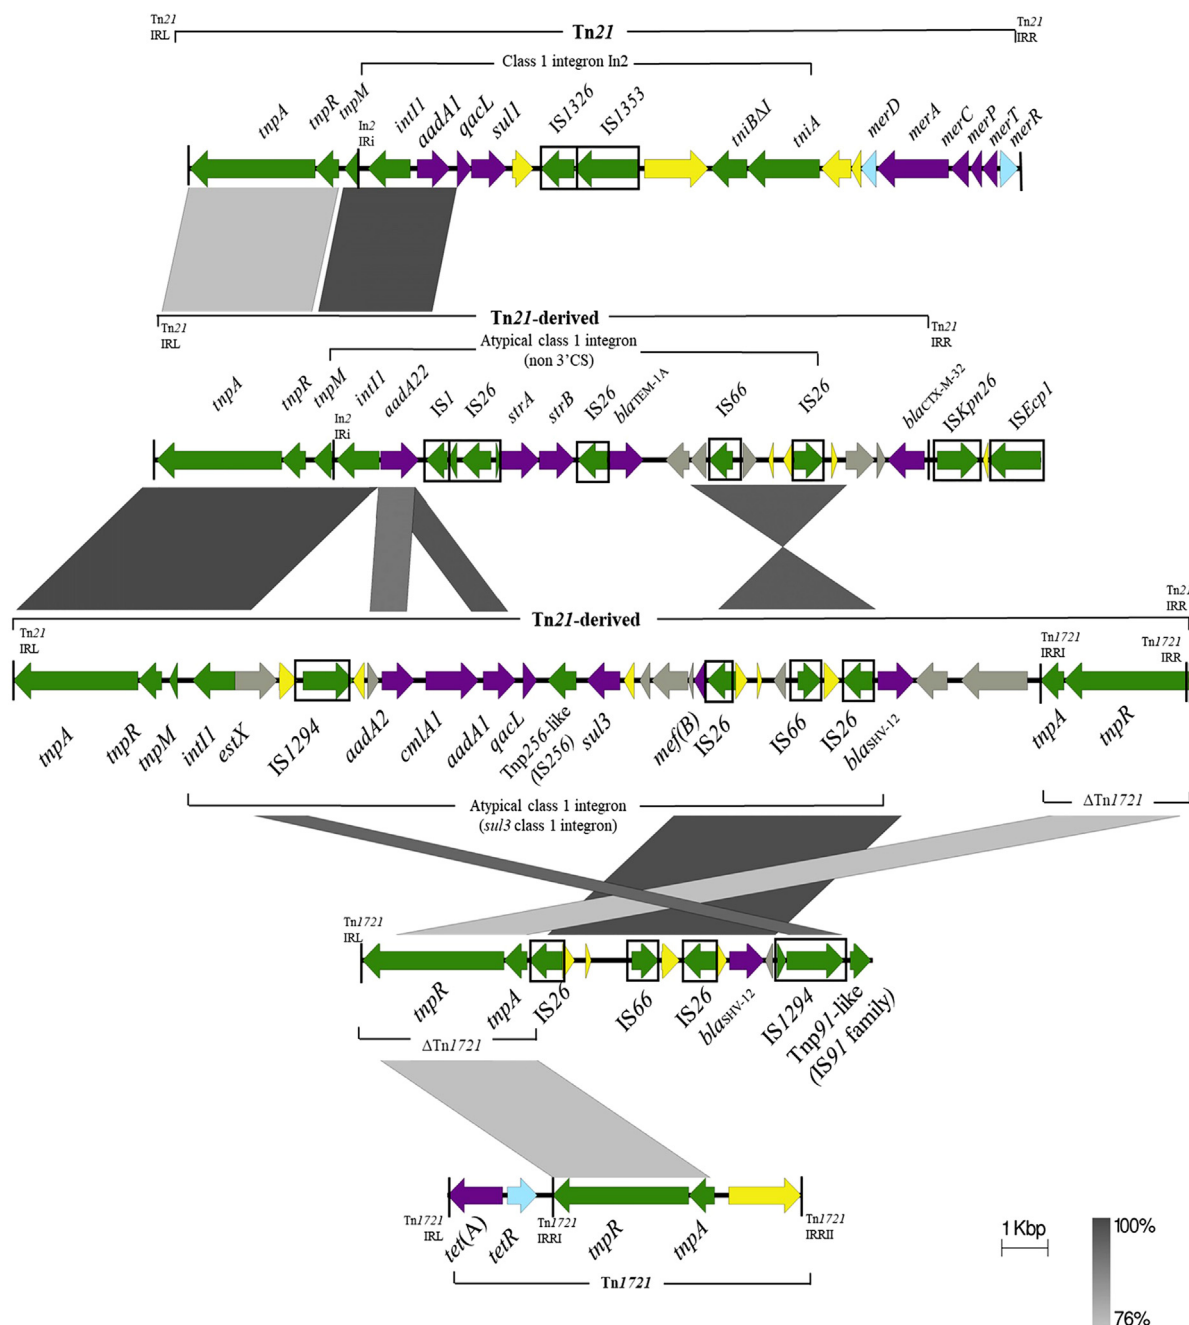 Tn21
IRL
Tn21
Tn21
IRR
Class 1 integron In2
tnpA
tnpR
tnpM
In2
IRi
intI1
aadA1
qacL
sul1
IS1326
IS1353
tniBΔI
tniA
merD
merA
merC
merP
merT
merR
Tn21
IRL
Tn21-derived
Tn21
IRR
Atypical class 1 integron
(non 3'CS)
tnpA
tnpR
tnpM
In2
IRi
intI1
aadA22
IS1
IS26
strA
strB
IS26
blaTEM-1A
IS66
IS26
blaCTX-M-32
ISKpn26
ISEcp1
Tn21
IRR
Tn21-derived
Tn21
IRL
Tn1721
IRRI
Tn1721
IRR
tnpA
tnpR
tnpM
intI1
estX
IS1294
aadA2
cmlA1
aadA1
qacL
Tnp256-like
(IS256)
sul3
mef(B)
IS26
IS66
IS26
blaSHV-12
tnpA
tnpR
Atypical class 1 integron
(sul3 class 1 integron)
ΔTn1721
Tn1721
IRL
tnpR
tnpA
IS26
IS66
IS26
blaSHV-12
IS1294
Tnp91-like
(IS91 family)
ΔTn1721
Tn1721
IRL
tet(A)
tetR
Tn1721
IRRI
tnpR
tnpA
Tn1721
IRRII
Tn1721
1 Kbp
100%
76%